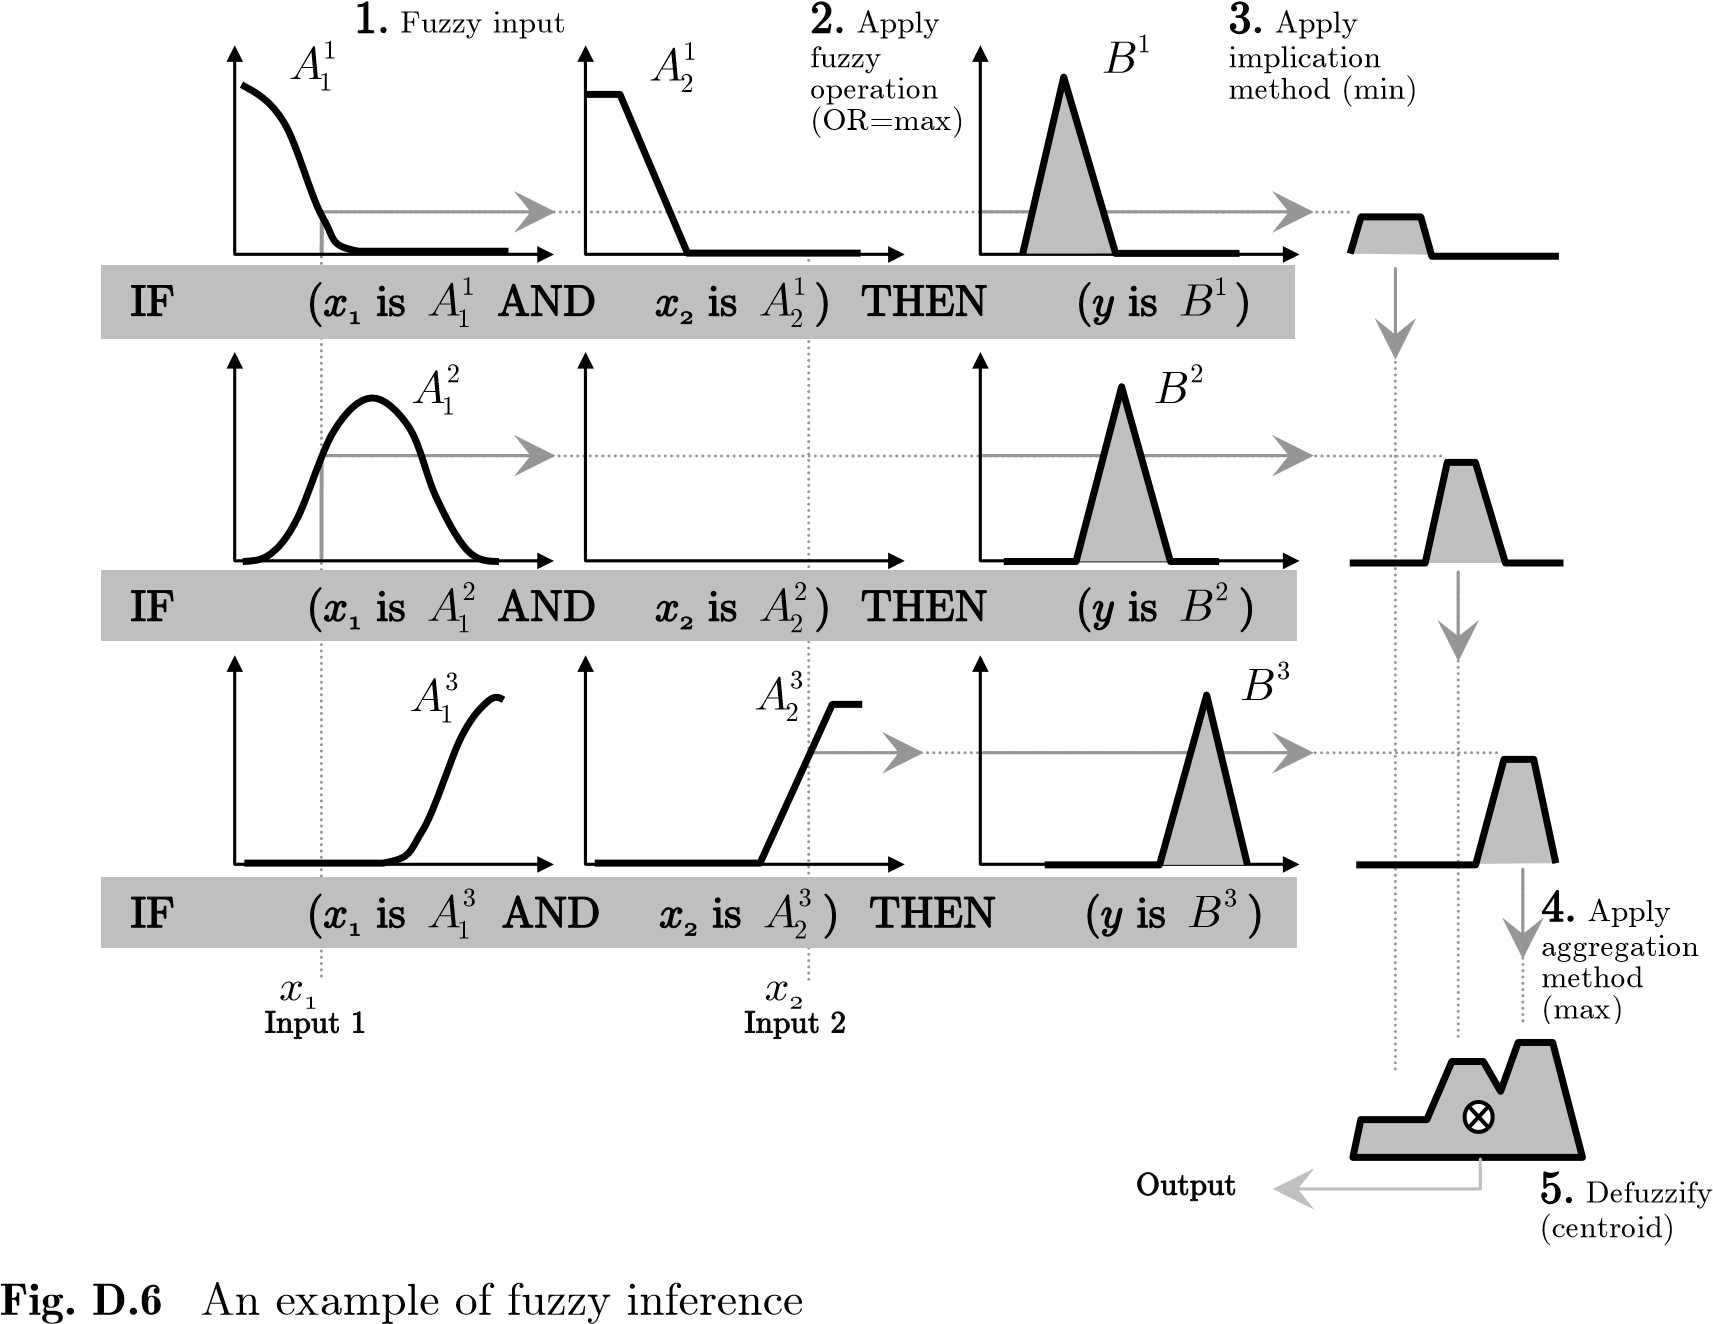 1. Fuzzy input
2. Apply
fuzzy
operation
(OR=max)
3. Apply
implication
method (min)
A₁¹
A₂¹
B¹
IF (x₁ is A₁¹ AND x₂ is A₂¹) THEN (y is B¹)
A₁²
B²
IF (x₁ is A₁² AND x₂ is A₂²) THEN (y is B²)
A₁³
A₂³
B³
IF (x₁ is A₁³ AND x₂ is A₂³) THEN (y is B³)
4. Apply
aggregation
method
(max)
x₁
Input 1
x₂
Input 2
Output
5. Defuzzify
(centroid)
Fig. D.6 An example of fuzzy inference